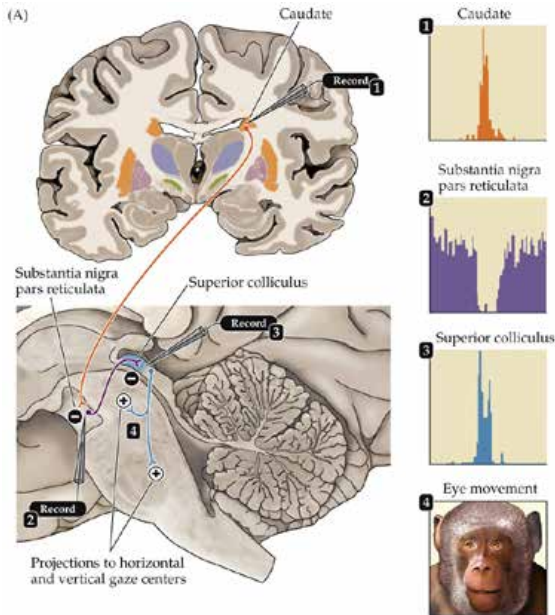 (A)
Caudate
Record 1
Substantia nigra
pars reticulata
Superior colliculus
Record 3
−
−
+
4
+
2 Record
Projections to horizontal
and vertical gaze centers
1
Caudate
Substantia nigra
pars reticulata
2
Superior colliculus
3
4
Eye movement